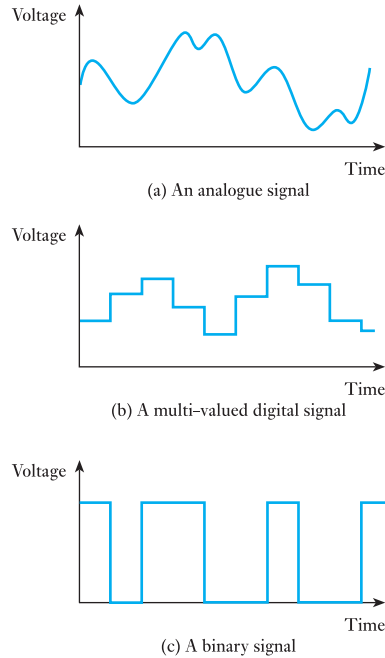 Voltage
Time
(a) An analogue signal
Voltage
Time
(b) A multi–valued digital signal
Voltage
Time
(c) A binary signal